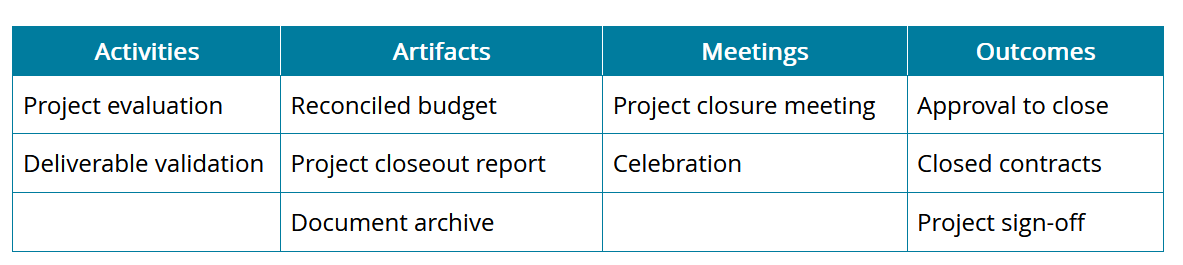 Activities Artifacts Meetings Outcomes
Project evaluation Reconciled budget Project closure meeting Approval to close
Deliverable validation Project closeout report Celebration Closed contracts
Document archive Project sign-off